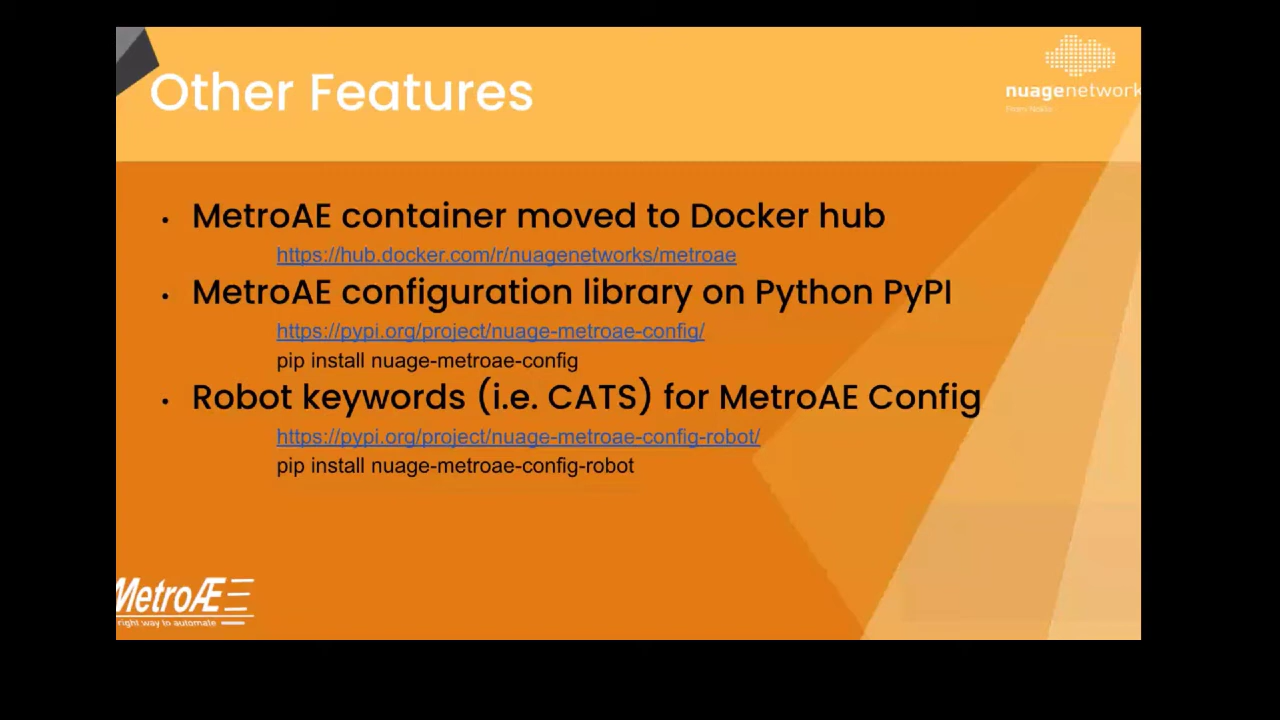 Other Features
nuagenetwork
• MetroAE container moved to Docker hub
https://hub.docker.com/r/nuagenetworks/metroae
• MetroAE configuration library on Python PyPI
https://pypi.org/project/nuage-metroae-config/
pip install nuage-metroae-config
• Robot keywords (i.e. CATS) for MetroAE Config
https://pypi.org/project/nuage-metroae-config-robot/
pip install nuage-metroae-config-robot
MetroÆ
right way to automate